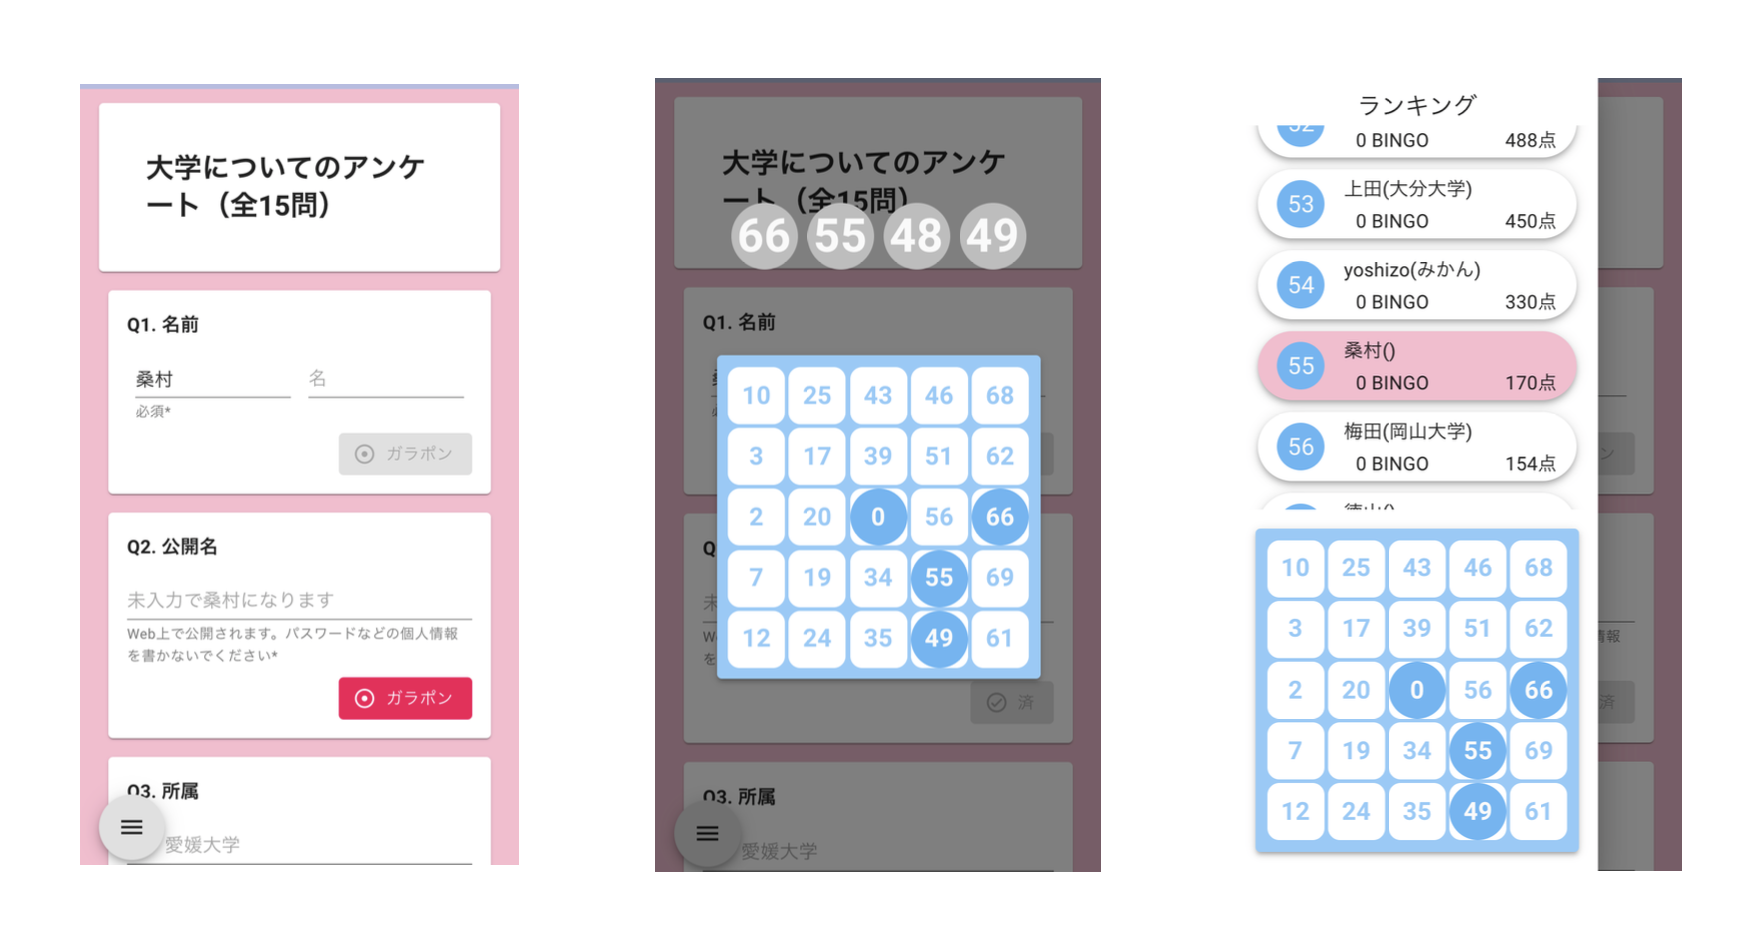 大学についてのアンケ
ート（全15問）
Q1. 名前
桑村 名
必須*
ガラポン
Q2. 公開名
未入力で桑村になります
Web上で公開されます。パスワードなどの個人情報
を書かないでください*
ガラポン
Q3. 所属
愛媛大学
大学についてのアンケ
ート（全15問）
66 55 48 49
Q1. 名前
10 25 43 46 68
3 17 39 51 62
2 20 0 56 66
7 19 34 55 69
12 24 35 49 61
済
Q3. 所属
愛媛大学
ランキング
52
0 BINGO 488点
53 上田(大分大学)
0 BINGO 450点
54 yoshizo(みかん)
0 BINGO 330点
55 桑村()
0 BINGO 170点
56 梅田(岡山大学)
0 BINGO 154点
10 25 43 46 68
3 17 39 51 62
2 20 0 56 66
7 19 34 55 69
12 24 35 49 61
情報
済